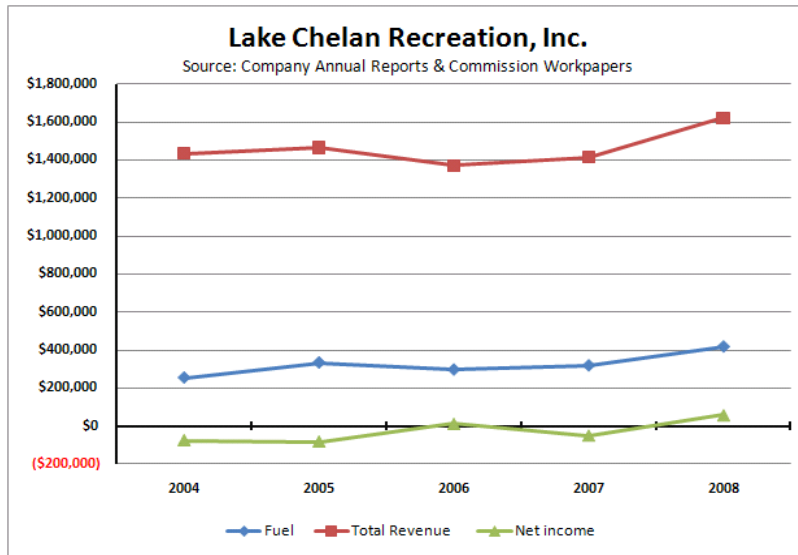 Lake Chelan Recreation, Inc.
Source: Company Annual Reports & Commission Workpapers
$1,800,000
$1,600,000
$1,400,000
$1,200,000
$1,000,000
$800,000
$600,000
$400,000
$200,000
$0
($200,000)
2004 2005 2006 2007 2008
Fuel Total Revenue Net income